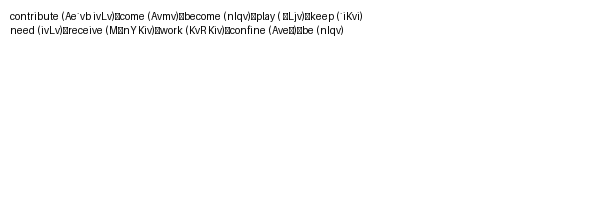 contribute (Ae`vb ivLv)�come (Avmv)�become (nIqv)�play (�Ljv)�keep (`iKvi)
need (ivLv)�receive (M�nY Kiv)�work (KvR Kiv)�confine (Ave�)�be (nIqv)